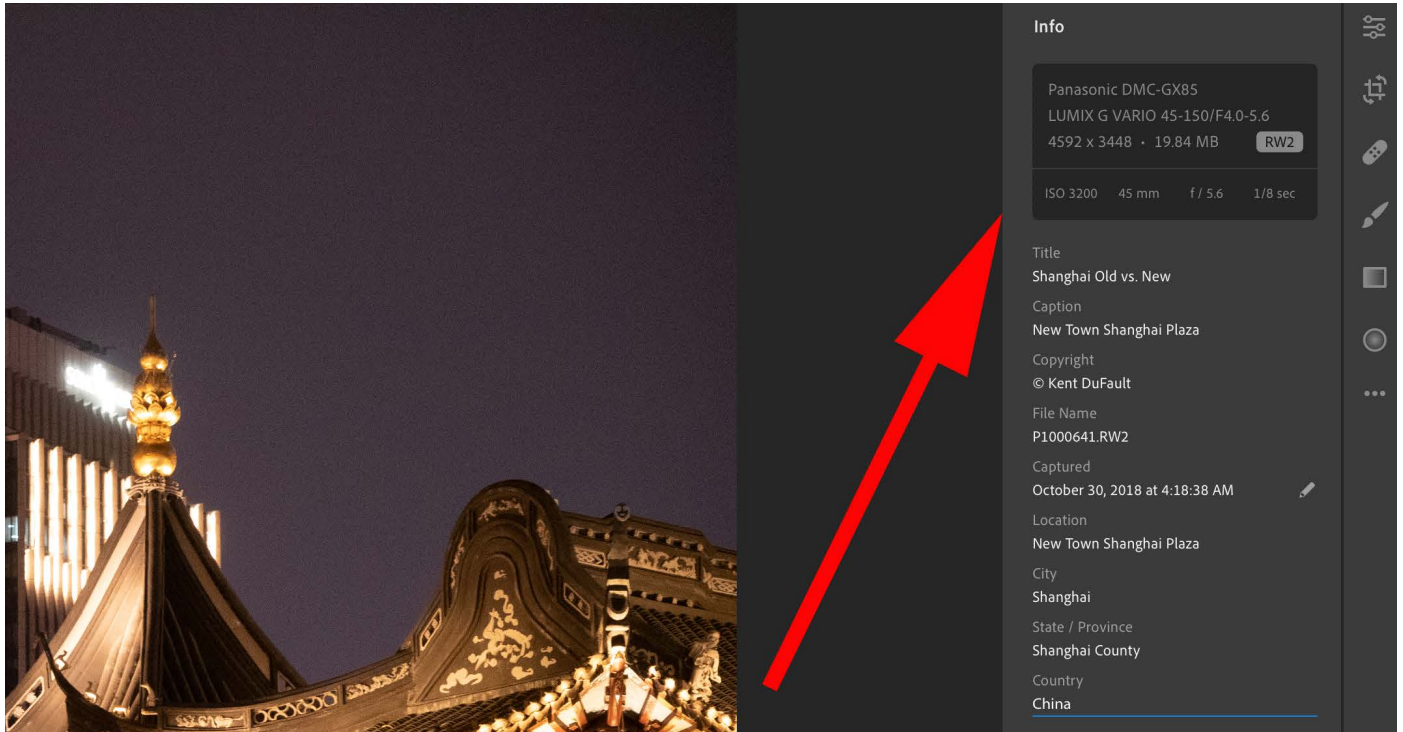 Info
Panasonic DMC-GX85
LUMIX G VARIO 45-150/F4.0-5.6
4592 x 3448 • 19.84 MB RW2
ISO 3200 45 mm f / 5.6 1/8 sec
Title
Shanghai Old vs. New
Caption
New Town Shanghai Plaza
Copyright
© Kent DuFault
File Name
P1000641.RW2
Captured
October 30, 2018 at 4:18:38 AM
Location
New Town Shanghai Plaza
City
Shanghai
State / Province
Shanghai County
Country
China